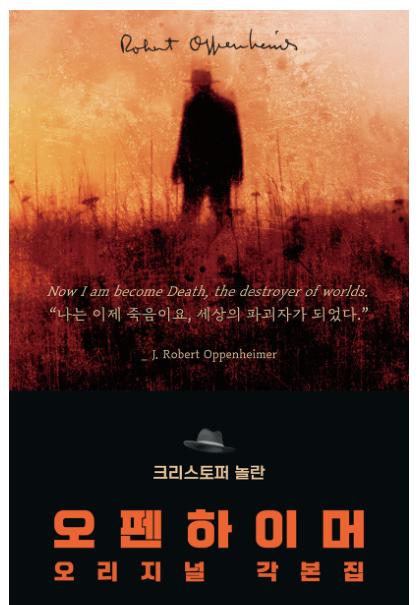 Robert Oppenheimer
Now I am become Death, the destroyer of worlds.
“나는 이제 죽음이요, 세상의 파괴자가 되었다.”
_ J. Robert Oppenheimer
크리스토퍼 놀란
오펜하이머
오리지널 각본집